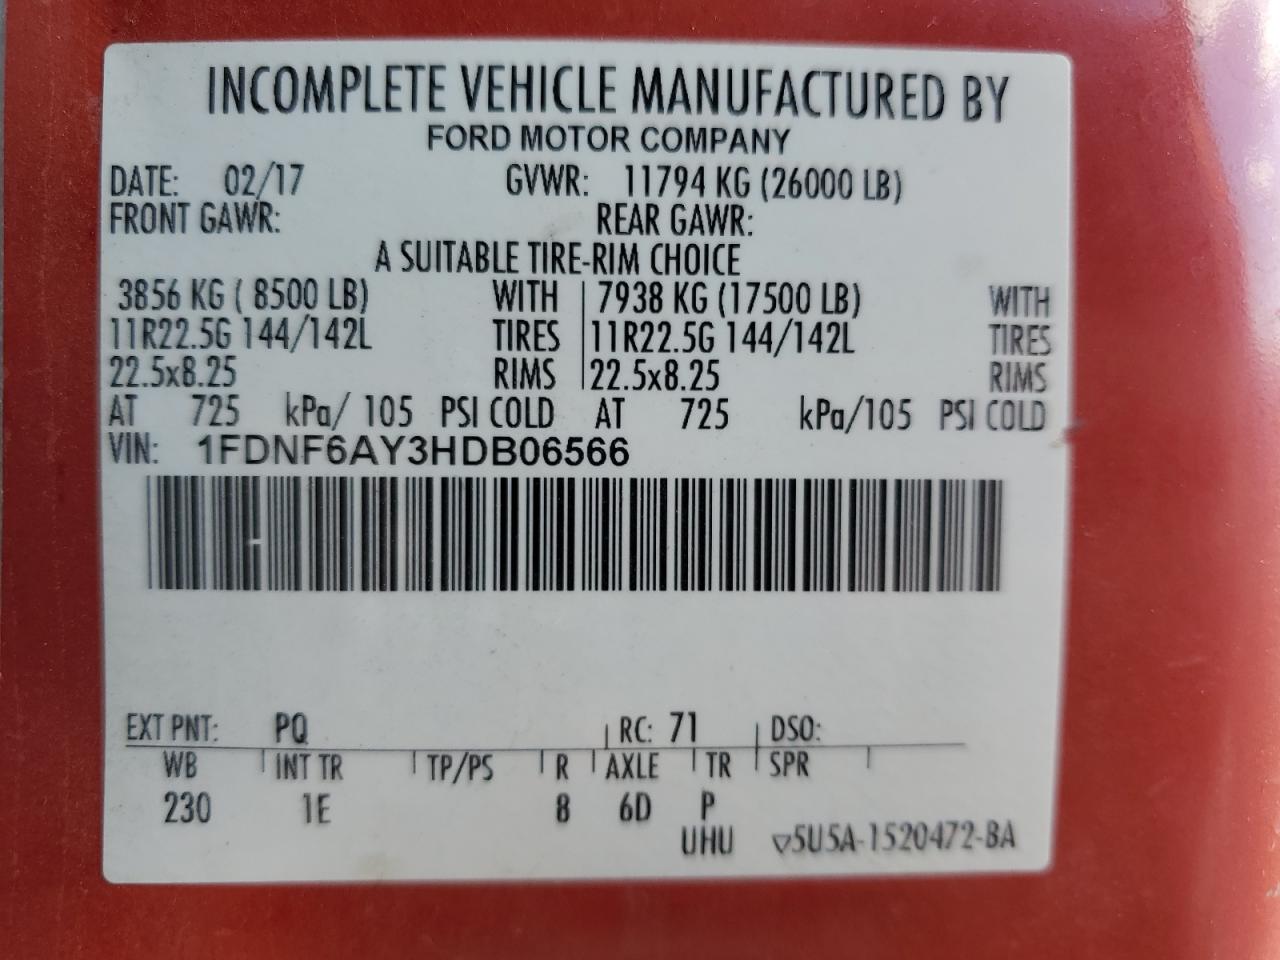 INCOMPLETE VEHICLE MANUFACTURED BY
FORD MOTOR COMPANY
DATE: 02/17 GVWR: 11794 KG (26000 LB)
FRONT GAWR: REAR GAWR:
A SUITABLE TIRE-RIM CHOICE
3856 KG ( 8500 LB) WITH 7938 KG (17500 LB) WITH
11R22.5G 144/142L TIRES 11R22.5G 144/142L TIRES
22.5x8.25 RIMS 22.5x8.25 RIMS
AT 725 kPa/ 105 PSI COLD AT 725 kPa/105 PSI COLD
VIN: 1FDNF6AY3HDB06566
EXT PNT: PQ RC: 71 DSO:
WB INT TR TP/PS R AXLE TR SPR
230 1E 8 6D P
UHU ▽5U5A-1520472-BA